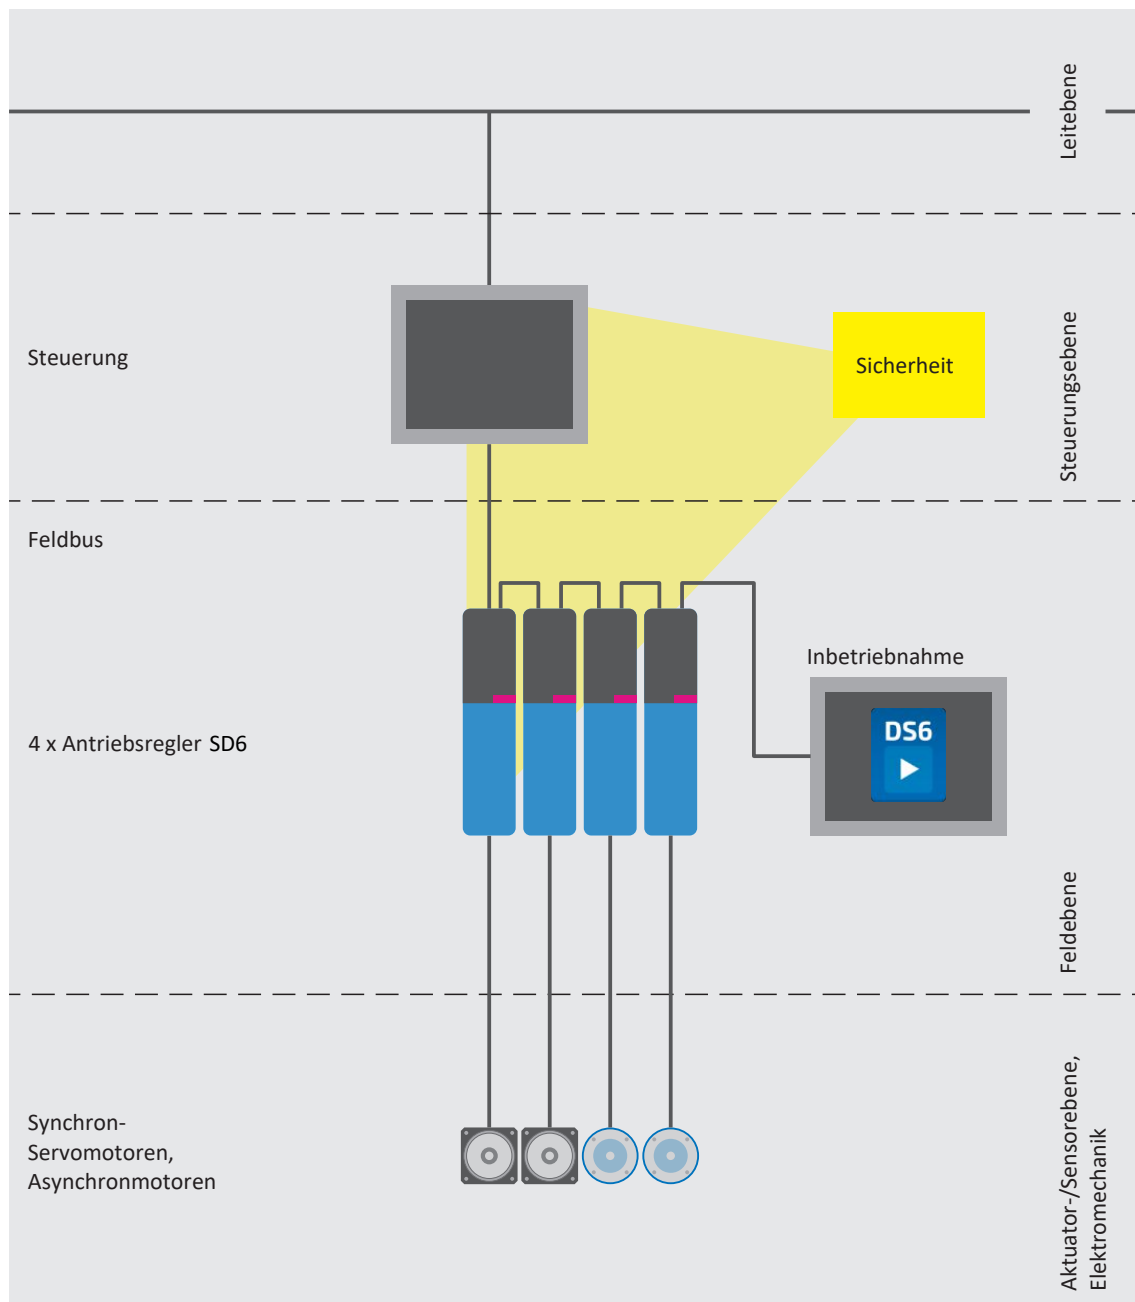 Leitebene
Steuerung
Sicherheit
Steuerungsebene
Feldbus
Inbetriebnahme
DS6
4 x Antriebsregler SD6
Feldebene
Synchron-
Servomotoren,
Asynchronmotoren
Aktuator-/Sensorebene,
Elektromechanik